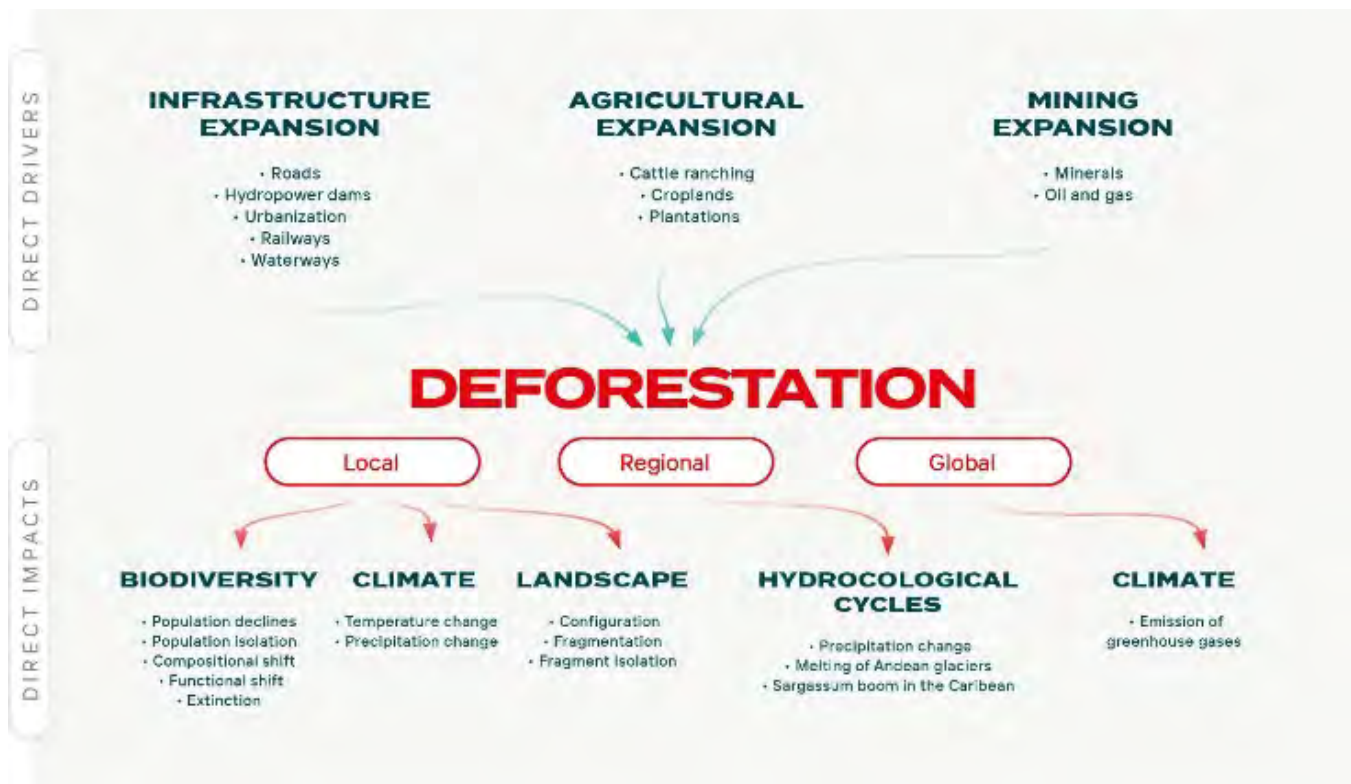 DIRECT DRIVERS
INFRASTRUCTURE
EXPANSION
• Roads
• Hydropower dams
• Urbanization
• Railways
• Waterways
AGRICULTURAL
EXPANSION
• Cattle ranching
• Croplands
• Plantations
MINING
EXPANSION
• Minerals
• Oil and gas
DEFORESTATION
Local
Regional
Global
DIRECT IMPACTS
BIODIVERSITY
• Population declines
• Population isolation
• Compositional shift
• Functional shift
• Extinction
CLIMATE
• Temperature change
• Precipitation change
LANDSCAPE
• Configuration
• Fragmentation
• Fragment isolation
HYDROCOLOGICAL
CYCLES
• Precipitation change
• Melting of Andean glaciers
• Sargassum boom in the Caribbean
CLIMATE
• Emission of
greenhouse gases